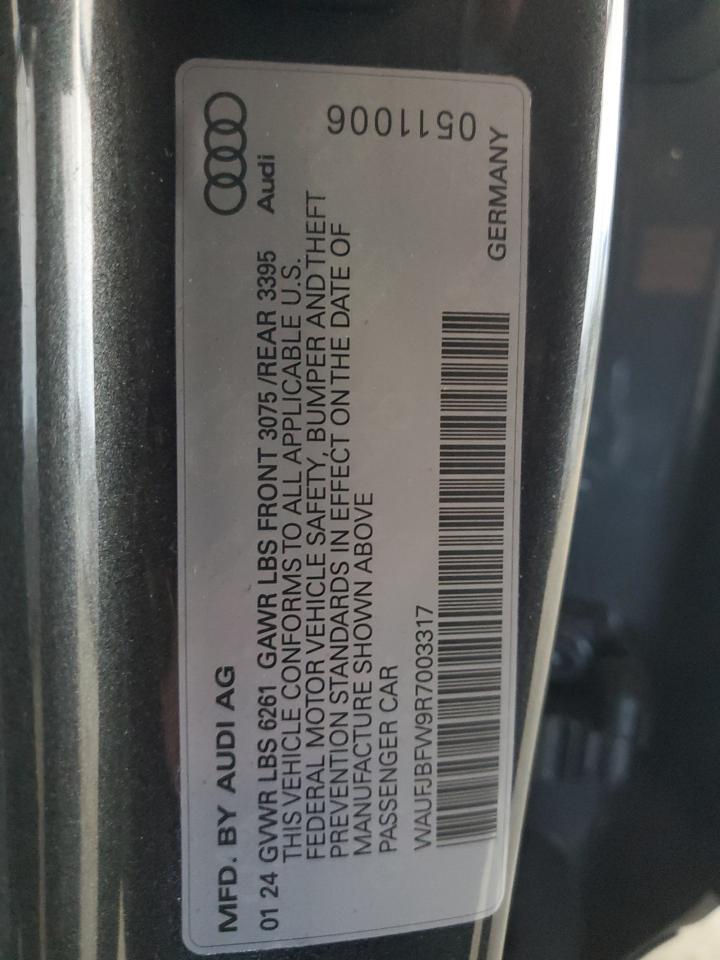 MFD. BY AUDI AG
Audi
01 24 GVWR LBS 6261 GAWR LBS FRONT 3075 /REAR 3395
THIS VEHICLE CONFORMS TO ALL APPLICABLE U.S.
FEDERAL MOTOR VEHICLE SAFETY, BUMPER AND THEFT
PREVENTION STANDARDS IN EFFECT ON THE DATE OF
MANUFACTURE SHOWN ABOVE
PASSENGER CAR
WAUFJBFW9R7003317
0511006
GERMANY